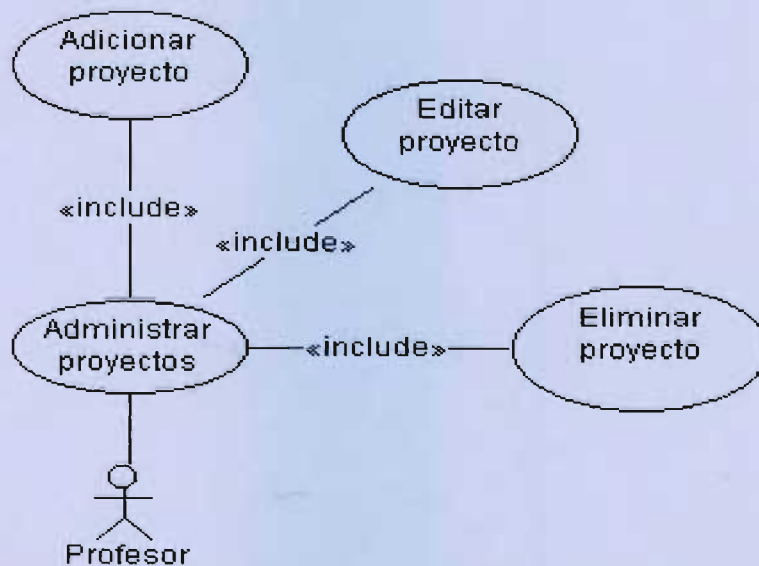 Adicionar
proyecto
Editar
proyecto
«include»
«include»
Administrar
proyectos
«include»
Eliminar
proyecto
Profesor